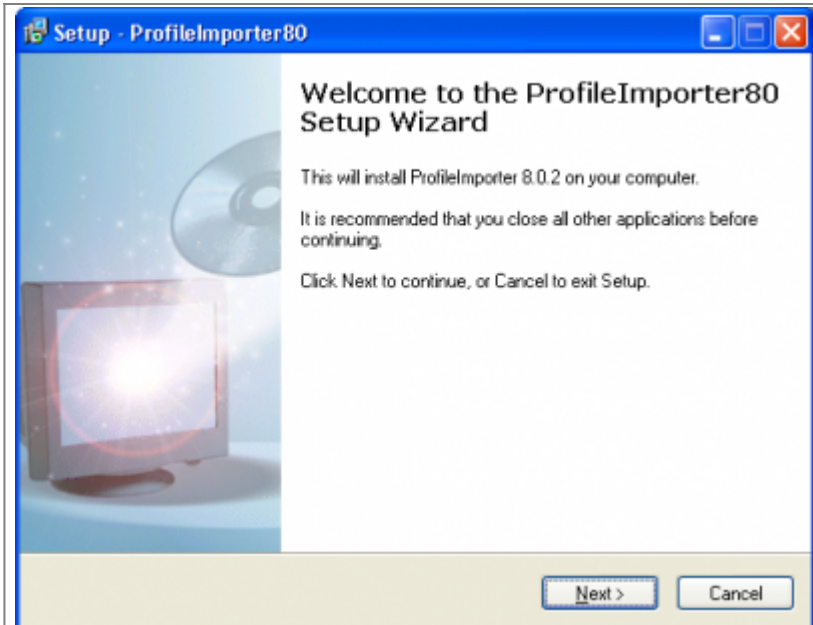 Setup - ProfileImporter80
Welcome to the ProfileImporter80
Setup Wizard
This will install ProfileImporter 8.0.2 on your computer.
It is recommended that you close all other applications before
continuing.
Click Next to continue, or Cancel to exit Setup.
Next >
Cancel